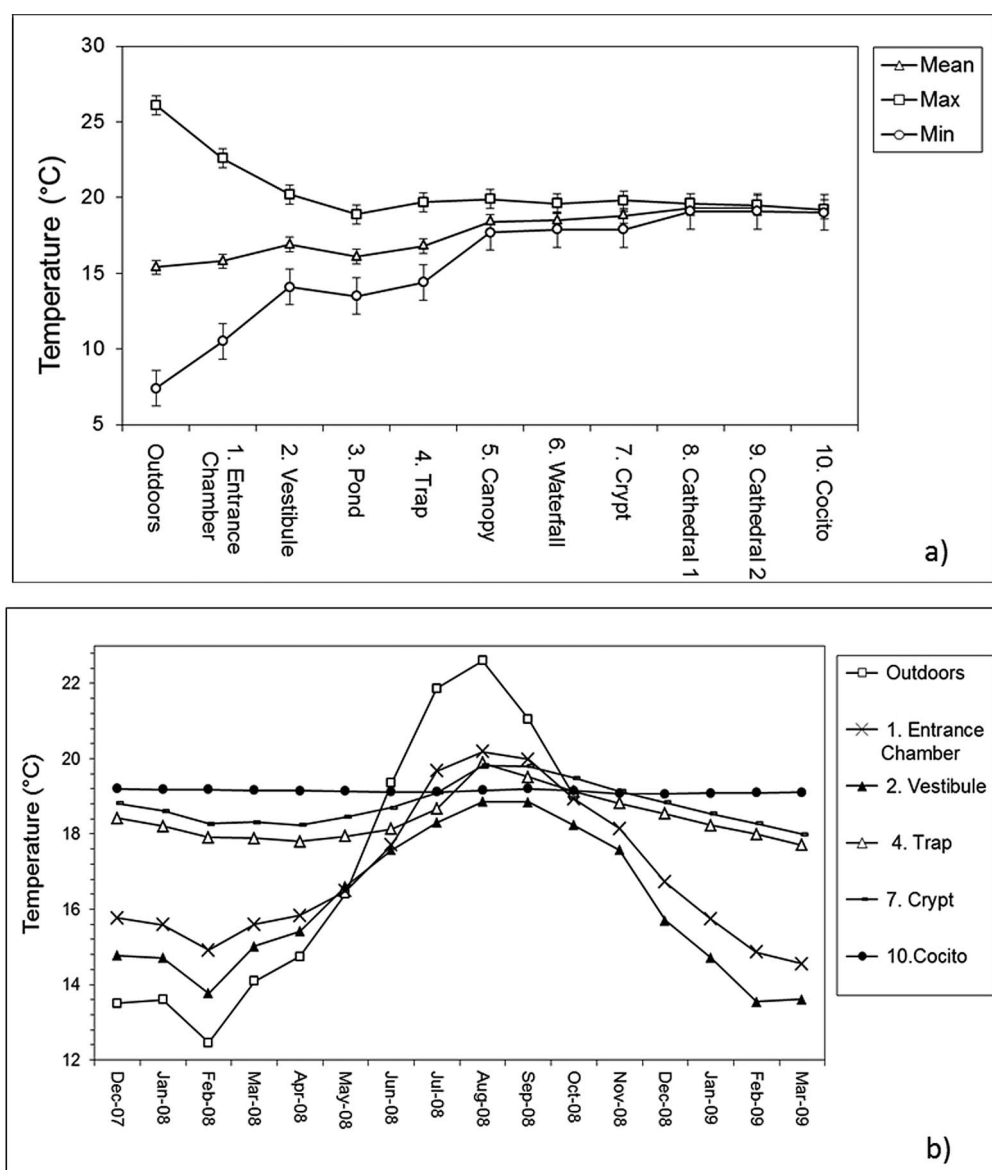 30
25
20
15
10
5
Temperature (°C)
Mean
Max
Min
Outdoors
1. Entrance
Chamber
2. Vestibule
3. Pond
4. Trap
5. Canopy
6. Waterfall
7. Crypt
8. Cathedral 1
9. Cathedral 2
10. Cocito
a)
22
20
18
16
14
12
Temperature (°C)
Outdoors
1. Entrance
Chamber
2. Vestibule
4. Trap
7. Crypt
10.Cocito
Dec-07
Jan-08
Feb-08
Mar-08
Apr-08
May-08
Jun-08
Jul-08
Aug-08
Sep-08
Oct-08
Nov-08
Dec-08
Jan-09
Feb-09
Mar-09
b)